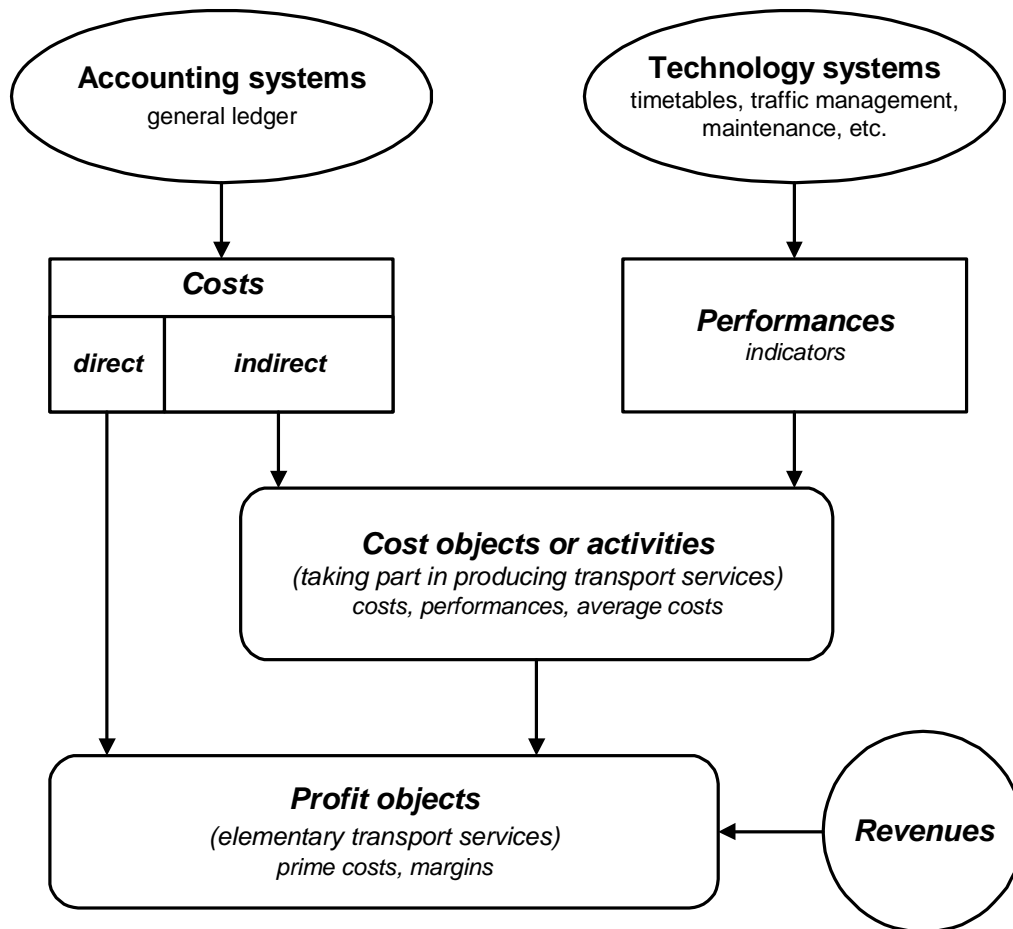 Accounting systems
general ledger
Technology systems
timetables, traffic management,
maintenance, etc.
Costs
direct
indirect
Performances
indicators
Cost objects or activities
(taking part in producing transport services)
costs, performances, average costs
Profit objects
(elementary transport services)
prime costs, margins
Revenues